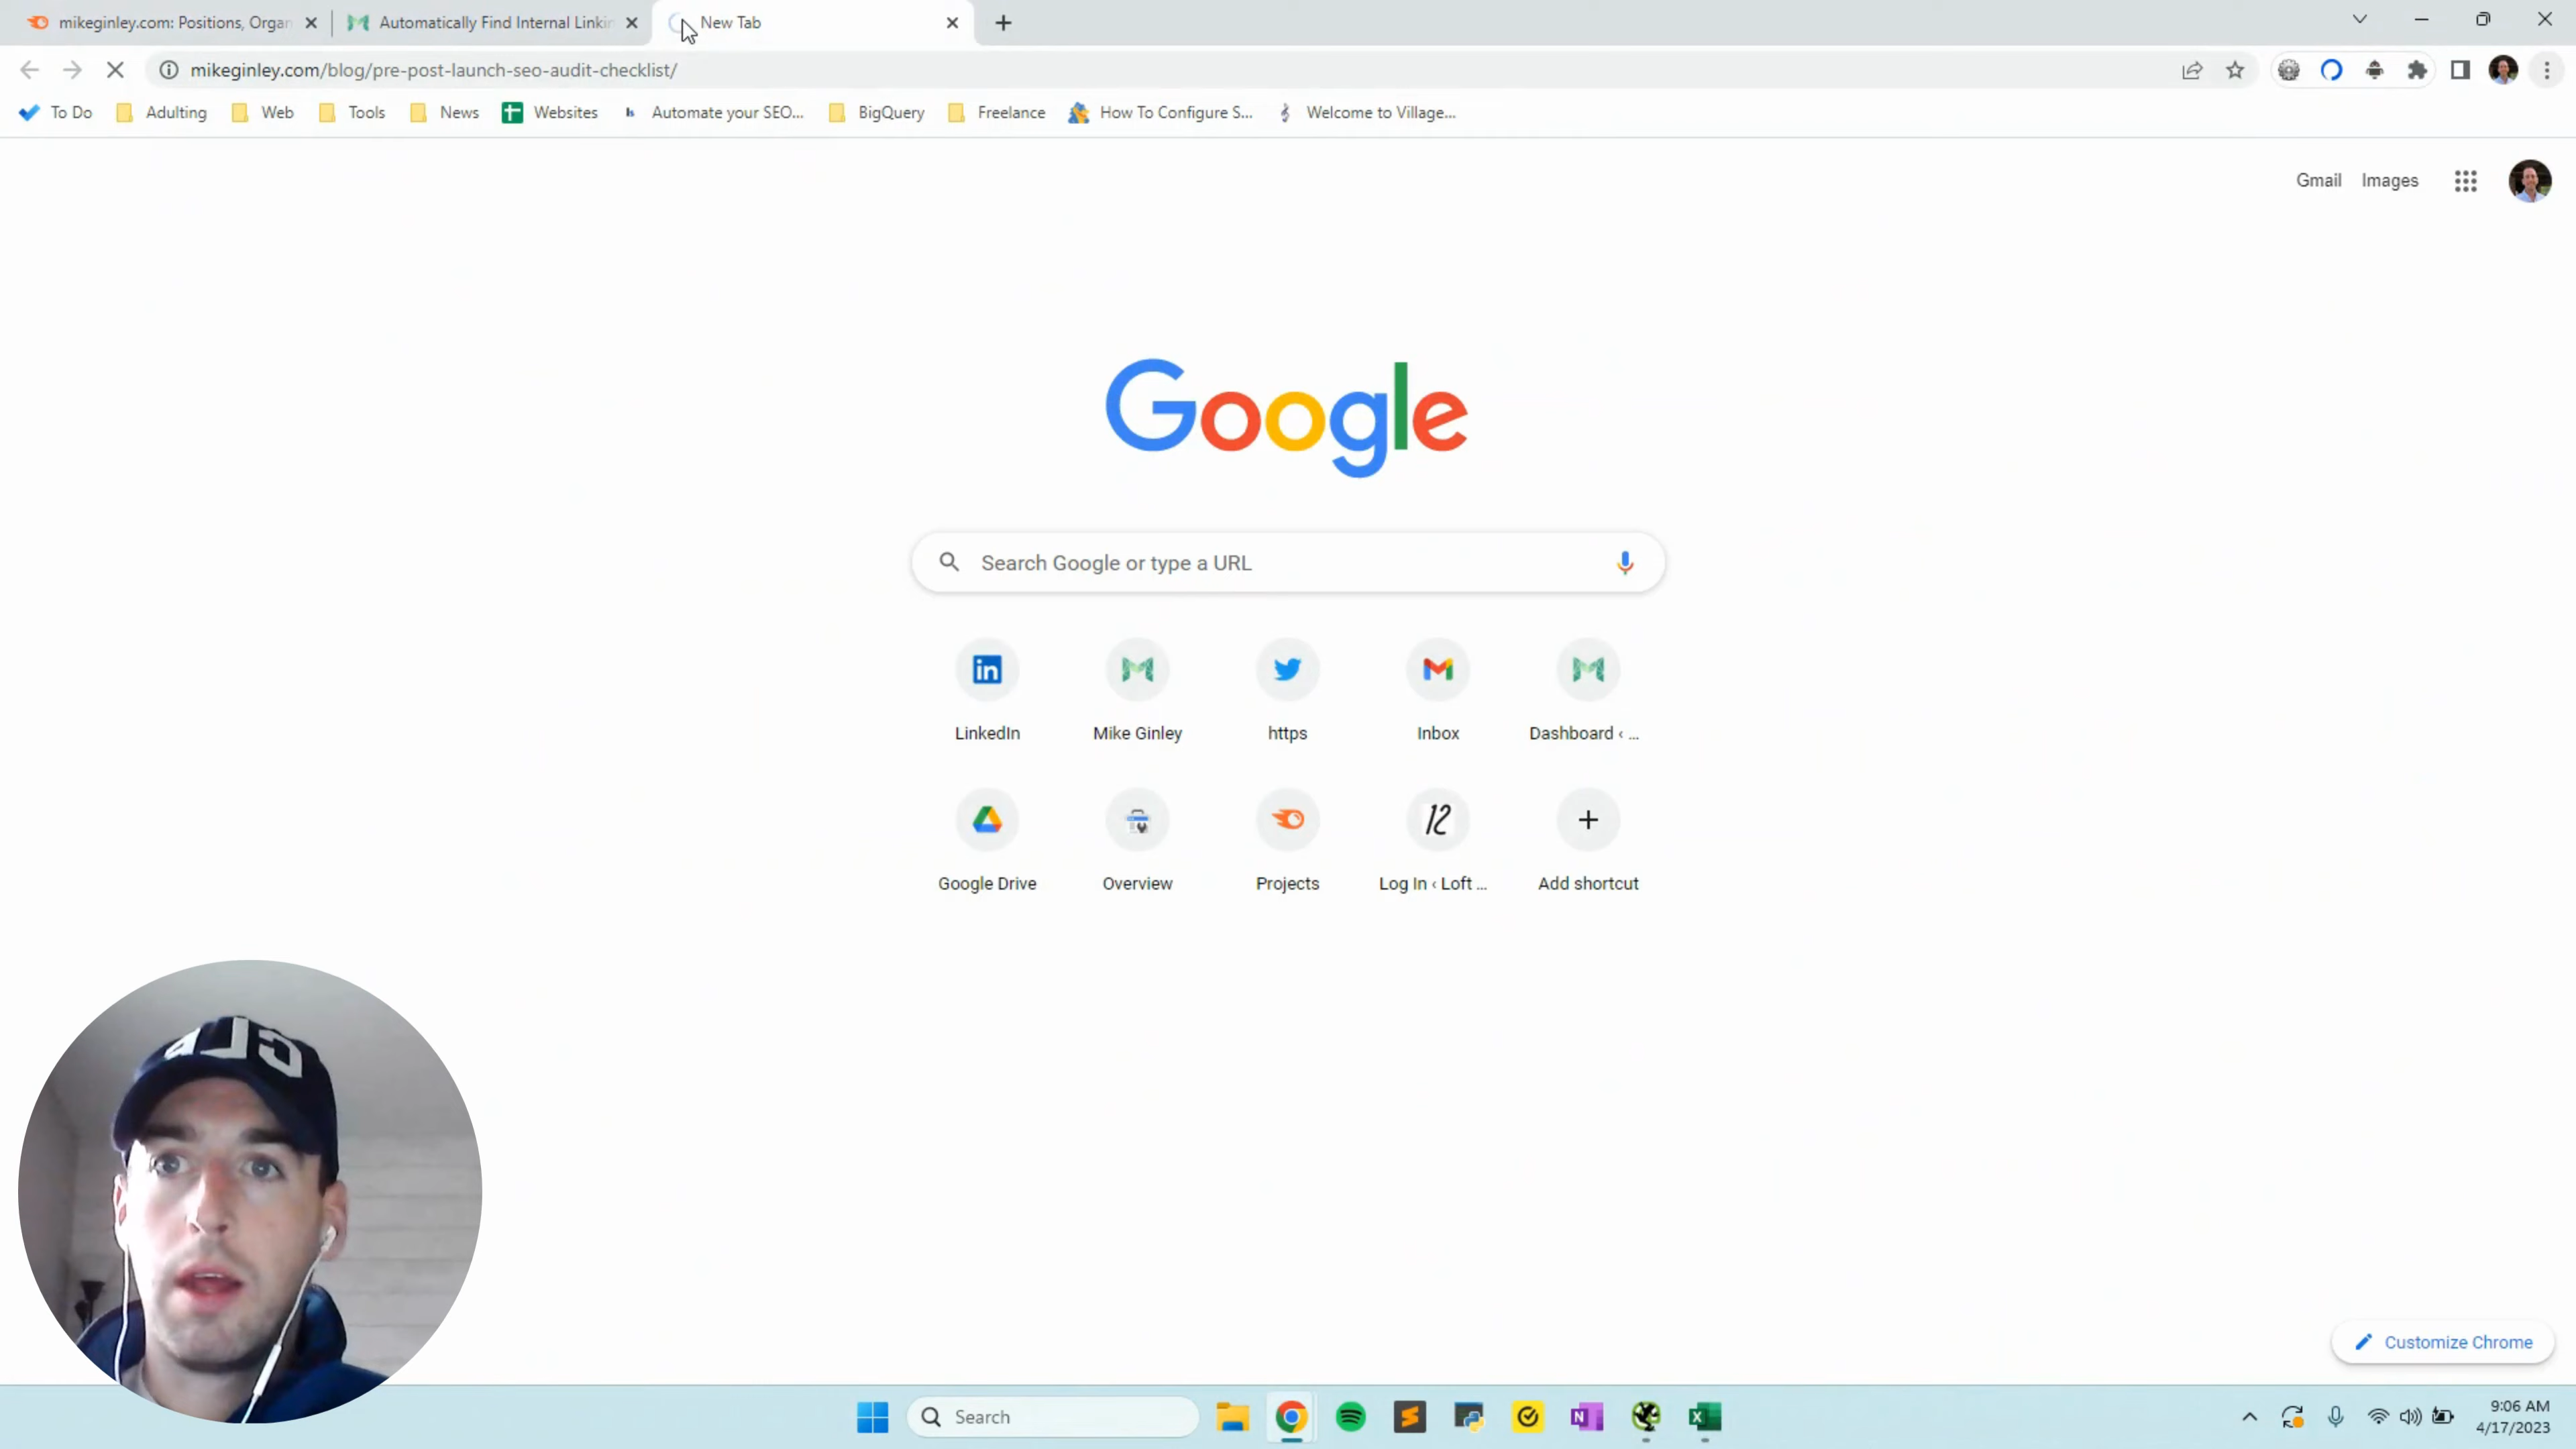 mikeginley.com: Positions, Organ
Automatically Find Internal Linkin
New Tab
mikeginley.com/blog/pre-post-launch-seo-audit-checklist/
To Do
Adulting
Web
Tools
News
Websites
Automate your SEO...
BigQuery
Freelance
How To Configure S...
Welcome to Village...
Gmail
Images
Google
Search Google or type a URL
LinkedIn
Mike Ginley
https
Inbox
Dashboard ‹ ...
12
Google Drive
Overview
Projects
Log In ‹ Loft ...
Add shortcut
Customize Chrome
Search
9:06 AM
4/17/2023